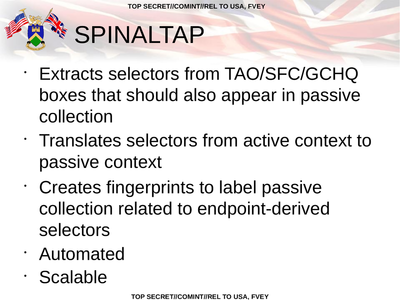 TOP SECRET//COMINT//REL TO USA, FVEY
SPINALTAP
· Extracts selectors from TAO/SFC/GCHQ
boxes that should also appear in passive
collection
· Translates selectors from active context to
passive context
· Creates fingerprints to label passive
collection related to endpoint-derived
selectors
· Automated
· Scalable
TOP SECRET//COMINT//REL TO USA, FVEY